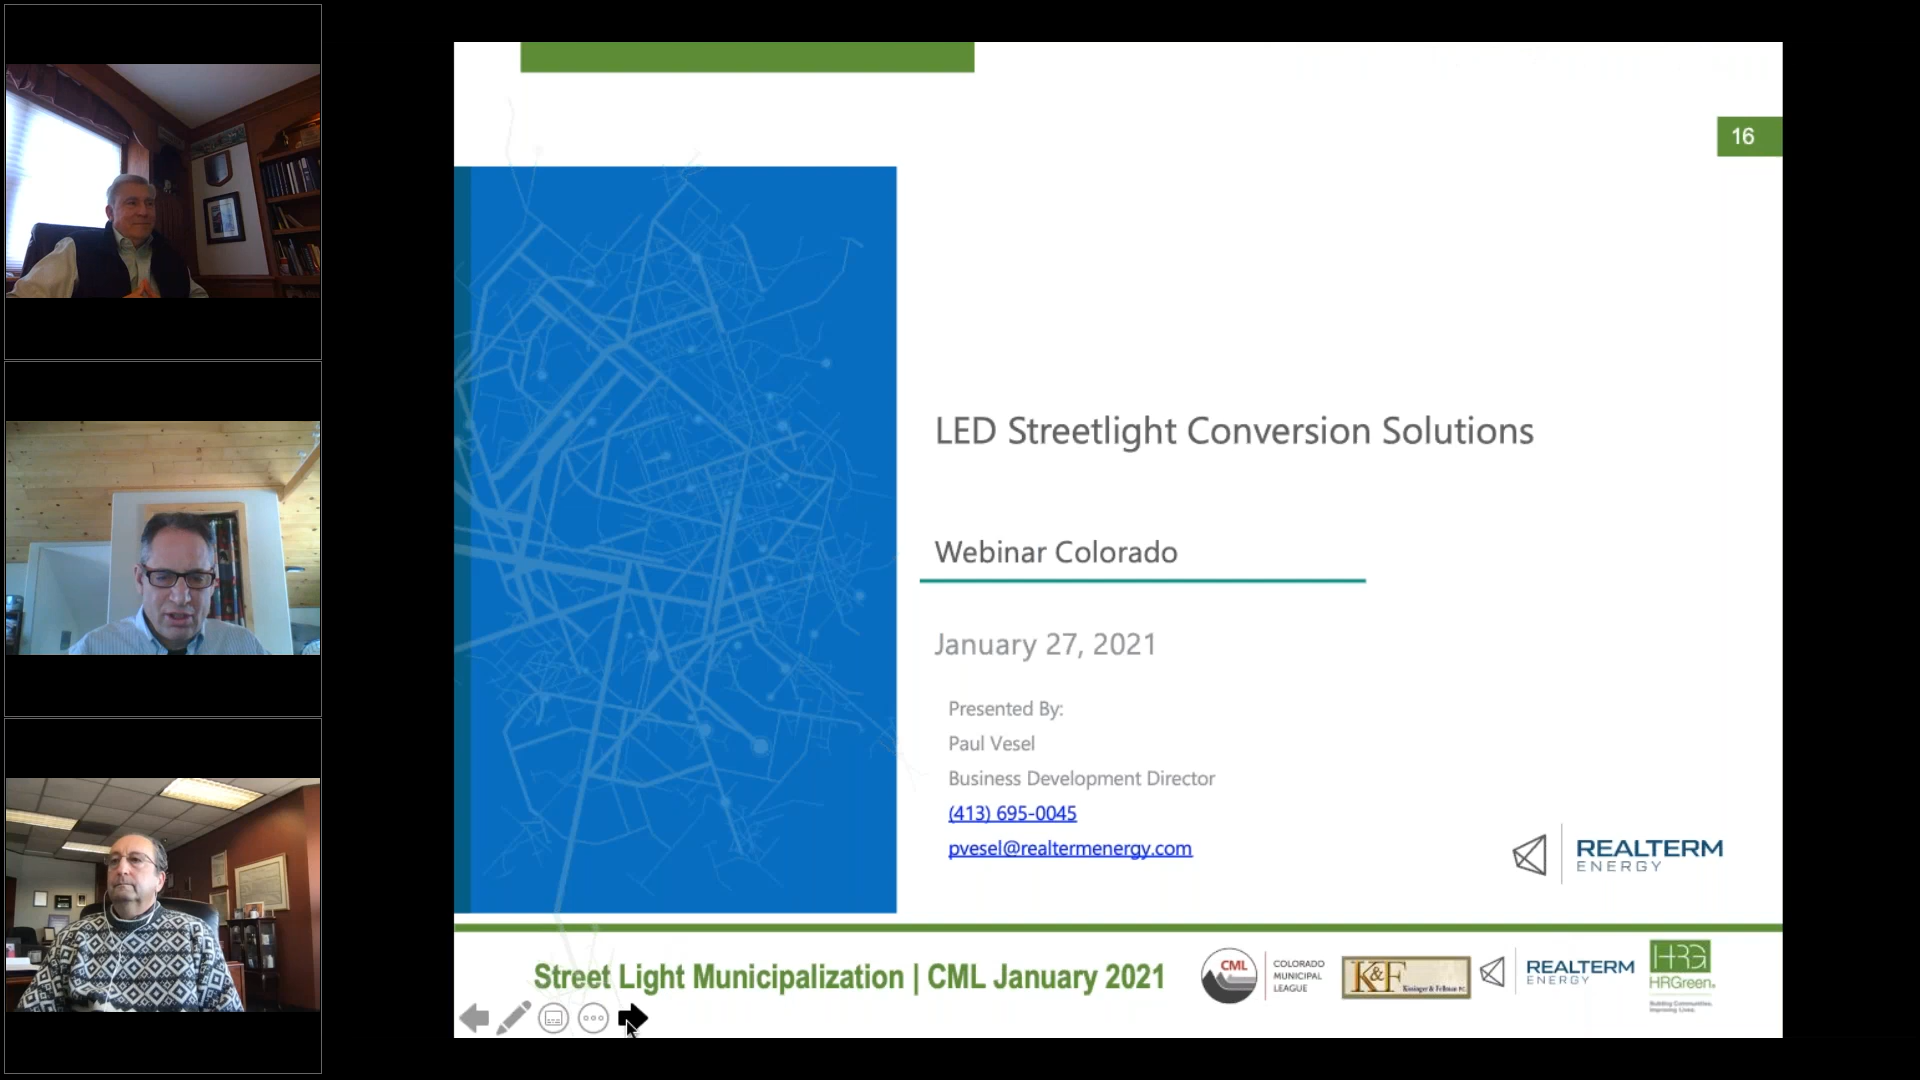 16
LED Streetlight Conversion Solutions
Webinar Colorado
January 27, 2021
Presented By:
Paul Vesel
Business Development Director
(413) 695-0045
pvesel@realtermenergy.com
REALTERM
ENERGY
Street Light Municipalization | CML January 2021
CML
COLORADO
MUNICIPAL
LEAGUE
K&F
Kissinger & Fellman P.C.
REALTERM
ENERGY
HRG
HRGreen.
Building Communities.
Improving Lives.